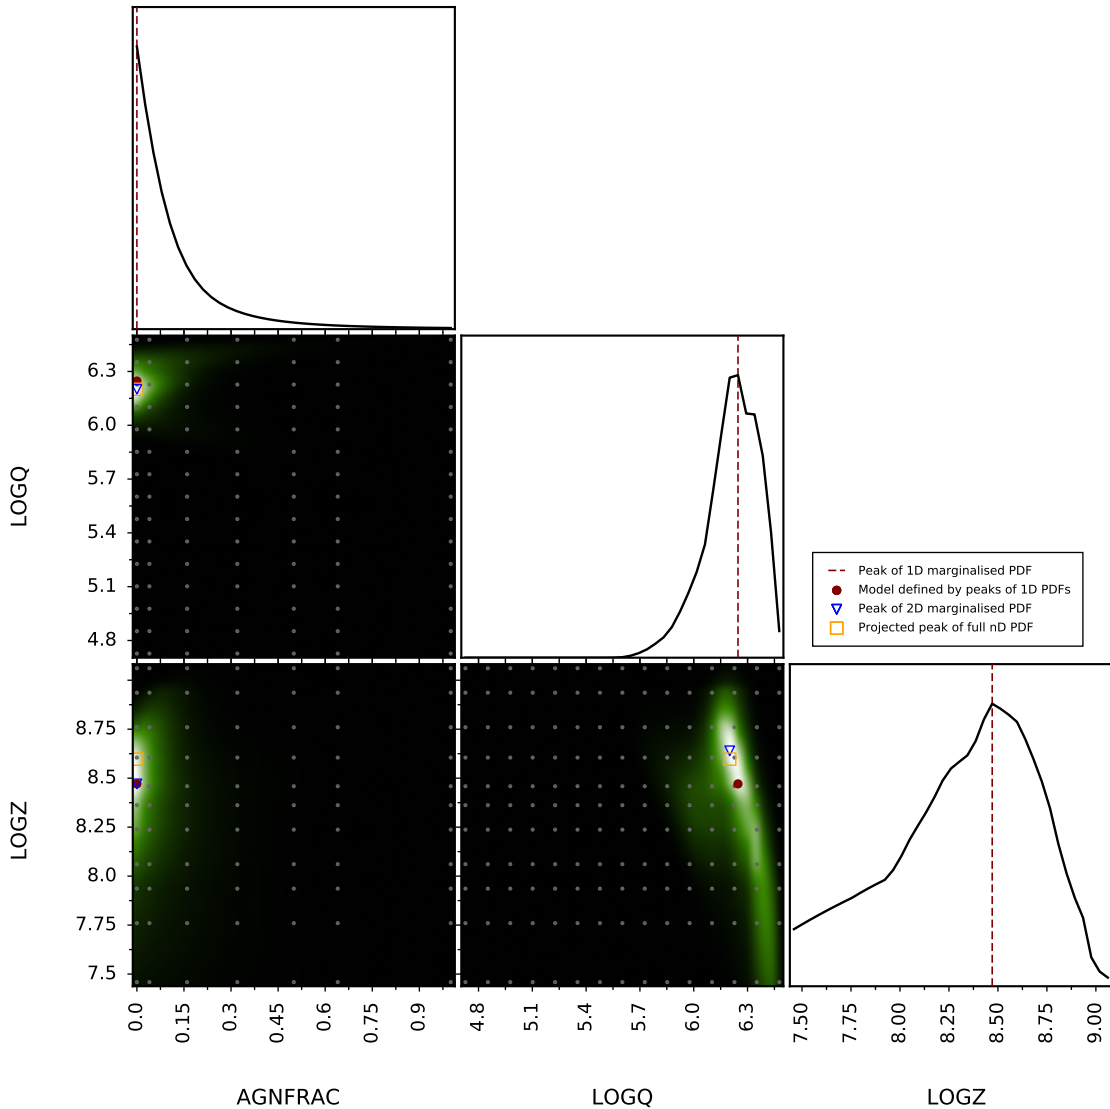 6.3
6.0
5.7
5.4
5.1
4.8
LOGQ
Peak of 1D marginalised PDF
Model defined by peaks of 1D PDFs
Peak of 2D marginalised PDF
Projected peak of full nD PDF
8.75
8.5
8.25
8.0
7.75
7.5
LOGZ
0.0 0.15 0.3 0.45 0.6 0.75 0.9
4.8 5.1 5.4 5.7 6.0 6.3
7.50 7.75 8.00 8.25 8.50 8.75 9.00
AGNFRAC LOGQ LOGZ